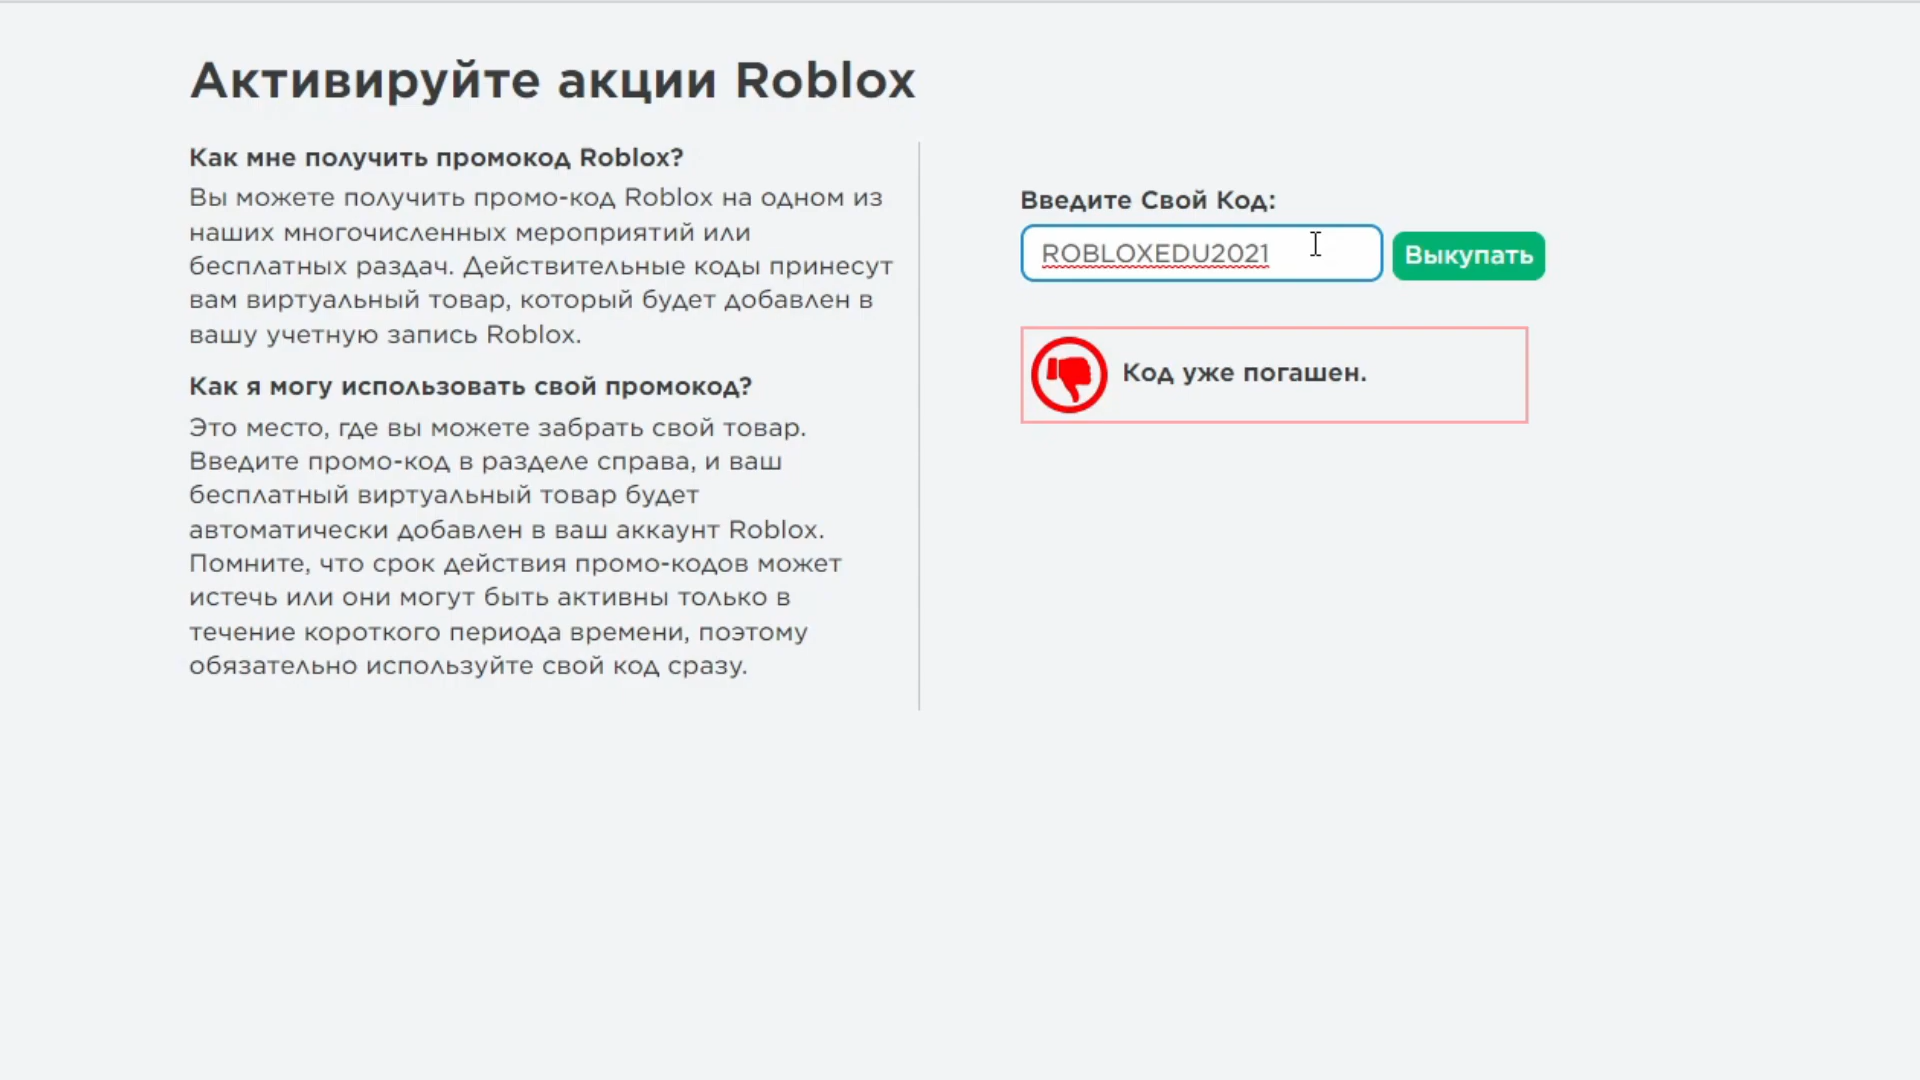 Активируйте акции Roblox
Как мне получить промокод Roblox?
Вы можете получить промо-код Roblox на одном из
наших многочисленных мероприятий или
бесплатных раздач. Действительные коды принесут
вам виртуальный товар, который будет добавлен в
вашу учетную запись Roblox.
Как я могу использовать свой промокод?
Это место, где вы можете забрать свой товар.
Введите промо-код в разделе справа, и ваш
бесплатный виртуальный товар будет
автоматически добавлен в ваш аккаунт Roblox.
Помните, что срок действия промо-кодов может
истечь или они могут быть активны только в
течение короткого периода времени, поэтому
обязательно используйте свой код сразу.
Введите Свой Код:
ROBLOXEDU2021
Выкупать
Код уже погашен.